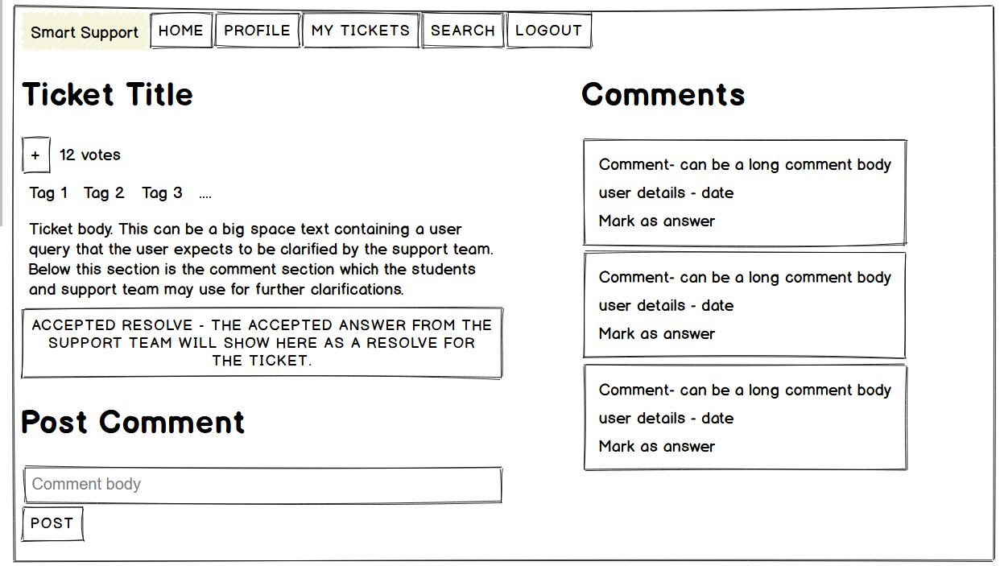 Smart Support HOME PROFILE MY TICKETS SEARCH LOGOUT
Ticket Title
+ 12 votes
Tag 1 Tag 2 Tag 3 ....
Ticket body. This can be a big space text containing a user
query that the user expects to be clarified by the support team.
Below this section is the comment section which the students
and support team may use for further clarifications.
ACCEPTED RESOLVE - THE ACCEPTED ANSWER FROM THE
SUPPORT TEAM WILL SHOW HERE AS A RESOLVE FOR
THE TICKET.
Post Comment
Comment body
POST
Comments
Comment- can be a long comment body
user details - date
Mark as answer
Comment- can be a long comment body
user details - date
Mark as answer
Comment- can be a long comment body
user details - date
Mark as answer